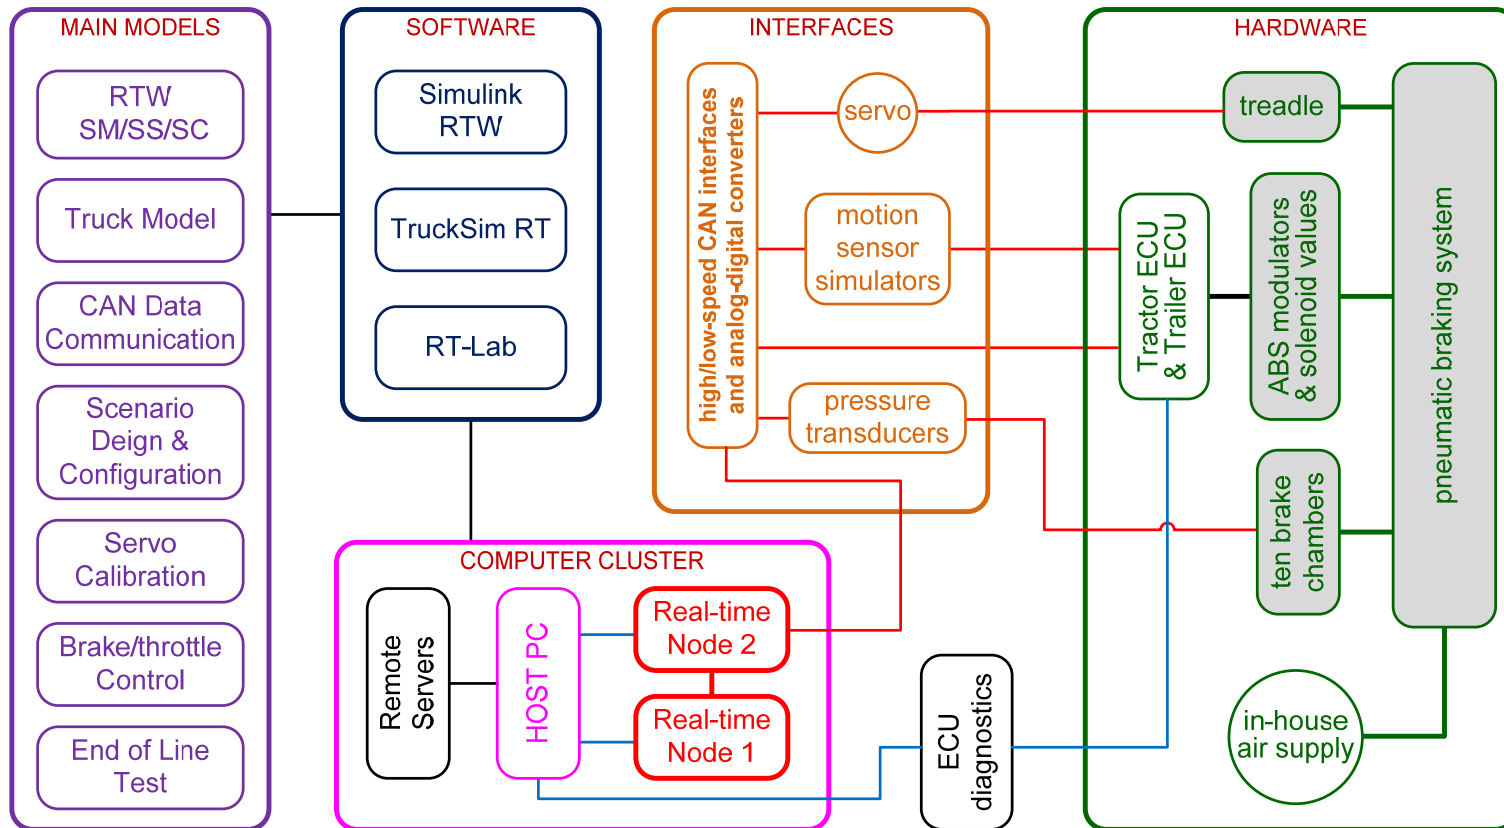 MAIN MODELS
RTW
SM/SS/SC
Truck Model
CAN Data
Communication
Scenario
Deign &
Configuration
Servo
Calibration
Brake/throttle
Control
End of Line
Test
SOFTWARE
Simulink
RTW
TruckSim RT
RT-Lab
COMPUTER CLUSTER
Remote
Servers
HOST PC
Real-time
Node 2
Real-time
Node 1
INTERFACES
high/low-speed CAN interfaces
and analog-digital converters
servo
motion
sensor
simulators
pressure
transducers
ECU
diagnostics
HARDWARE
treadle
Tractor ECU
& Trailer ECU
ABS modulators
& solenoid values
ten brake
chambers
pneumatic braking system
in-house
air supply